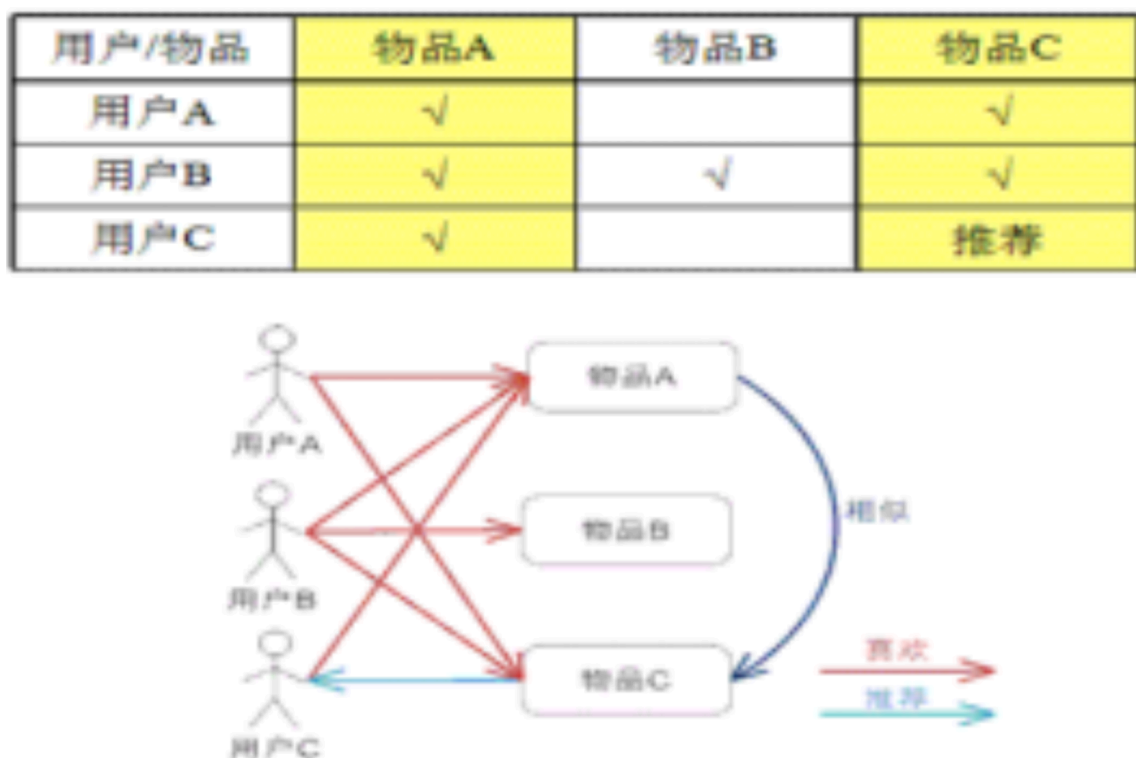 用户/物品 物品A 物品B 物品C
用户A √ √
用户B √ √ √
用户C √ 推荐
物品A
用户A
相似
物品B
用户B
喜欢
物品C
推荐
用户C